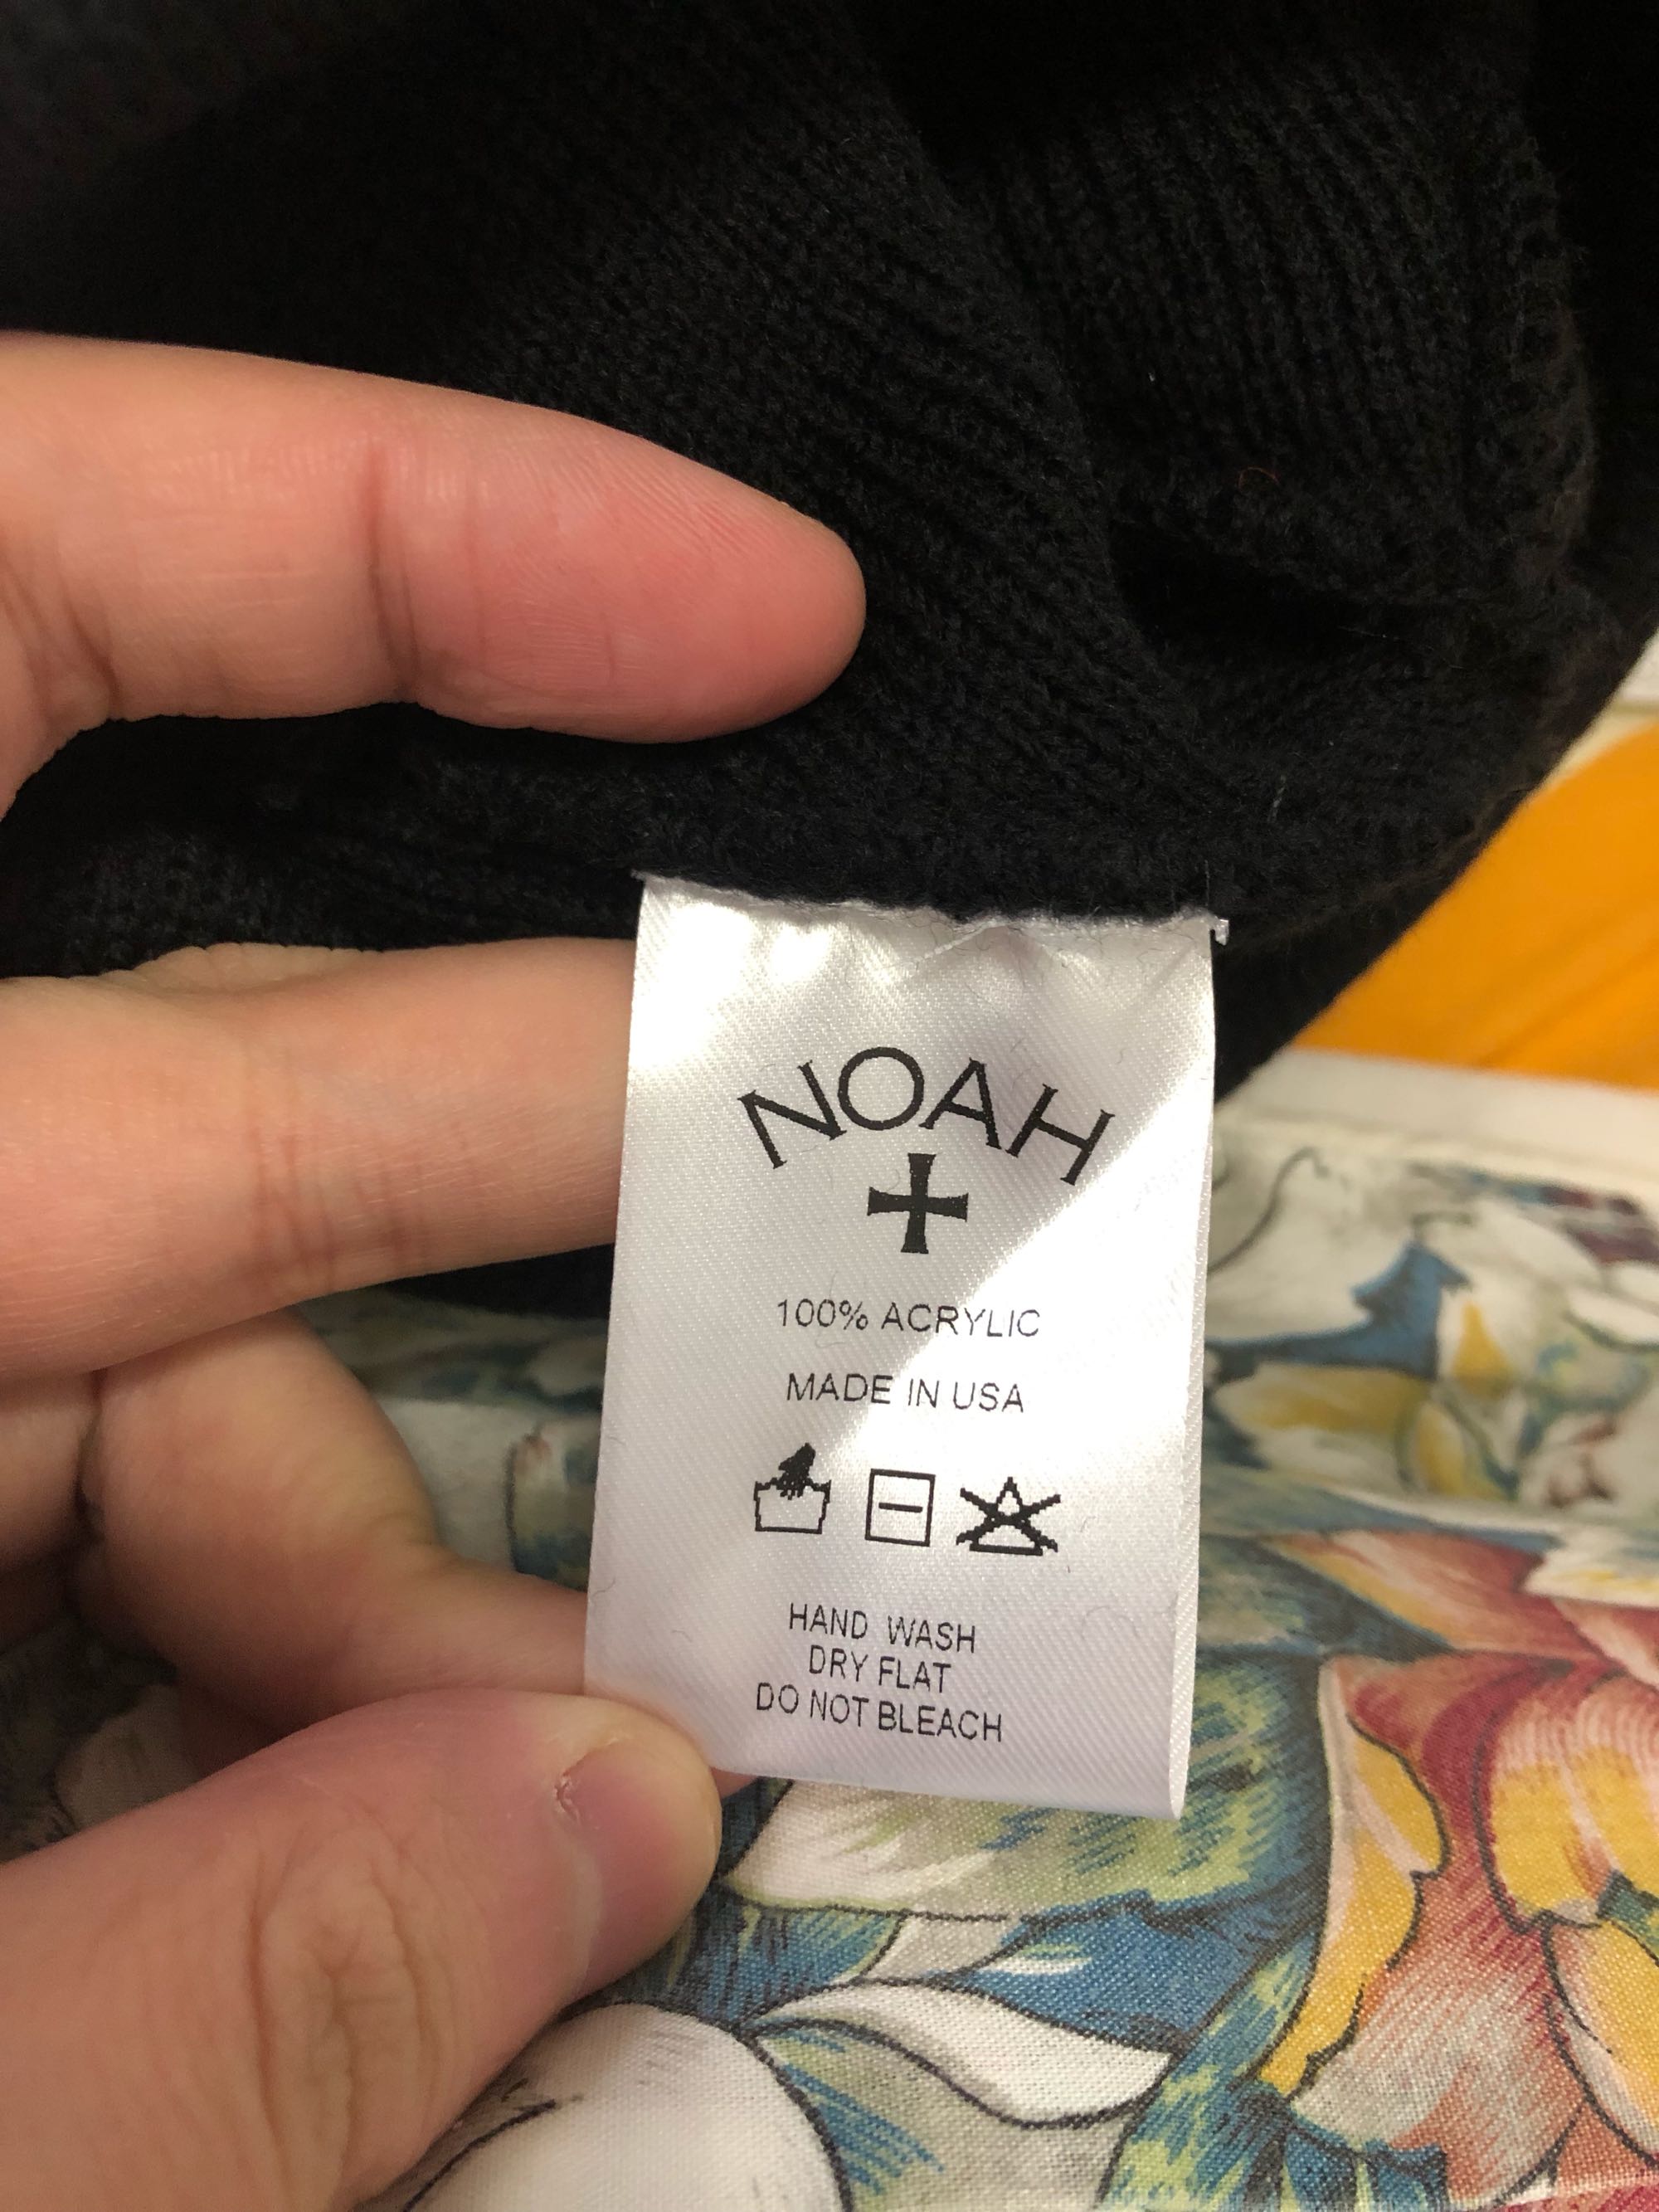 NOAH
100% ACRYLIC
MADE IN USA
HAND WASH
DRY FLAT
DO NOT BLEACH